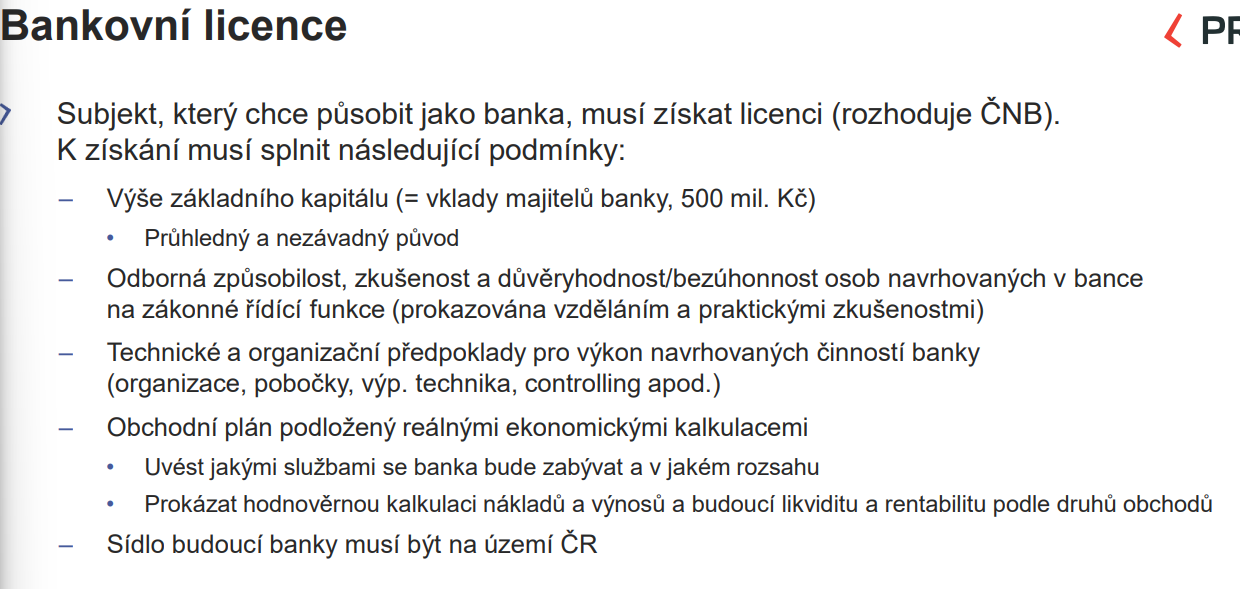 Bankovní licence
PR
Subjekt, který chce působit jako banka, musí získat licenci (rozhoduje ČNB).
K získání musí splnit následující podmínky:
– Výše základního kapitálu (= vklady majitelů banky, 500 mil. Kč)
• Průhledný a nezávadný původ
– Odborná způsobilost, zkušenost a důvěryhodnost/bezúhonnost osob navrhovaných v bance
na zákonné řídící funkce (prokazována vzděláním a praktickými zkušenostmi)
– Technické a organizační předpoklady pro výkon navrhovaných činností banky
(organizace, pobočky, výp. technika, controlling apod.)
– Obchodní plán podložený reálnými ekonomickými kalkulacemi
• Uvést jakými službami se banka bude zabývat a v jakém rozsahu
• Prokázat hodnověrnou kalkulaci nákladů a výnosů a budoucí likviditu a rentabilitu podle druhů obchodů
– Sídlo budoucí banky musí být na území ČR